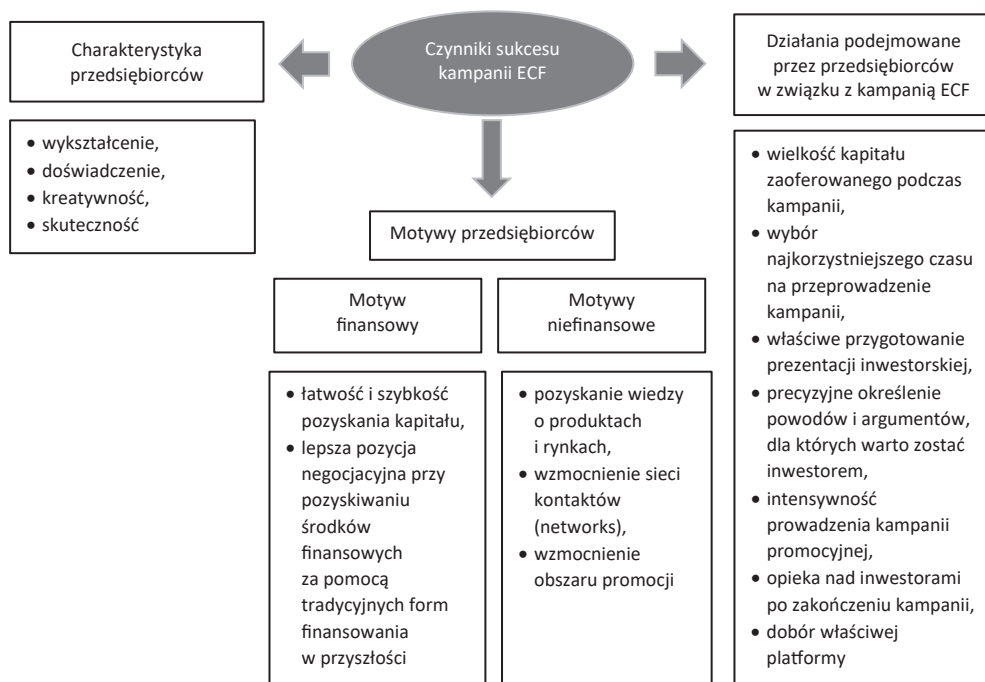 Czynniki sukcesu
kampanii ECF
Charakterystyka
przedsiębiorców
• wykształcenie,
• doświadczenie,
• kreatywność,
• skuteczność
Motywy przedsiębiorców
Motyw
finansowy
• łatwość i szybkość
pozyskania kapitału,
• lepsza pozycja
negocjacyjna przy
pozyskiwaniu
środków
finansowych
za pomocą
tradycyjnych form
finansowania
w przyszłości
Motywy
niefinansowe
• pozyskanie wiedzy
o produktach
i rynkach,
• wzmocnienie sieci
kontaktów
(networks),
• wzmocnienie
obszaru promocji
Działania podejmowane
przez przedsiębiorców
w związku z kampanią ECF
• wielkość kapitału
zaoferowanego podczas
kampanii,
• wybór
najkorzystniejszego czasu
na przeprowadzenie
kampanii,
• właściwe przygotowanie
prezentacji inwestorskiej,
• precyzyjne określenie
powodów i argumentów,
dla których warto zostać
inwestorem,
• intensywność
prowadzenia kampanii
promocyjnej,
• opieka nad inwestorami
po zakończeniu kampanii,
• dobór właściwej
platformy